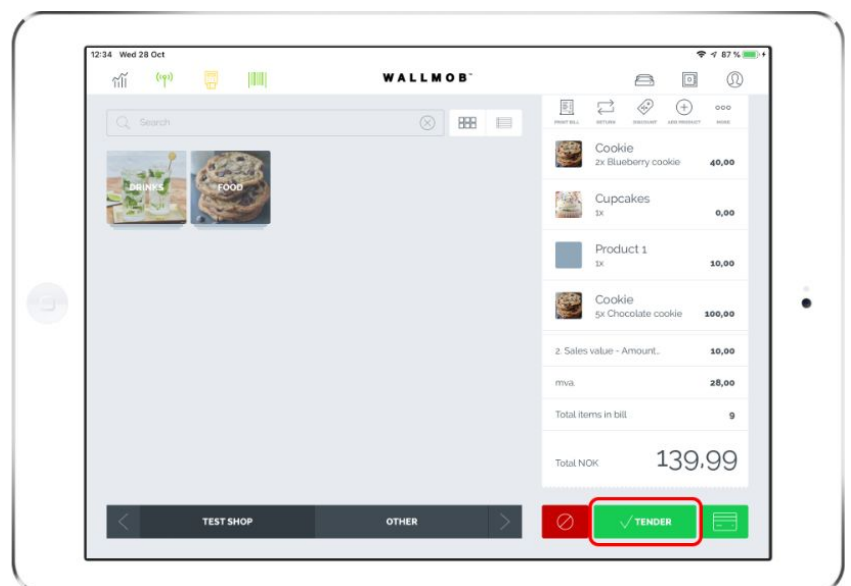 12:34 Wed 28 Oct
87 %
WALLMOB
Search
PRINT BILL RETURN DISCOUNT ADD PRODUCT MORE
DRINKS FOOD
Cookie
2x Blueberry cookie 40,00
Cupcakes
1x 0,00
Product 1
1x 10,00
Cookie
5x Chocolate cookie 100,00
2. Sales value - Amount.. 10,00
mva. 28,00
Total items in bill 9
Total NOK 139,99
TEST SHOP OTHER
TENDER